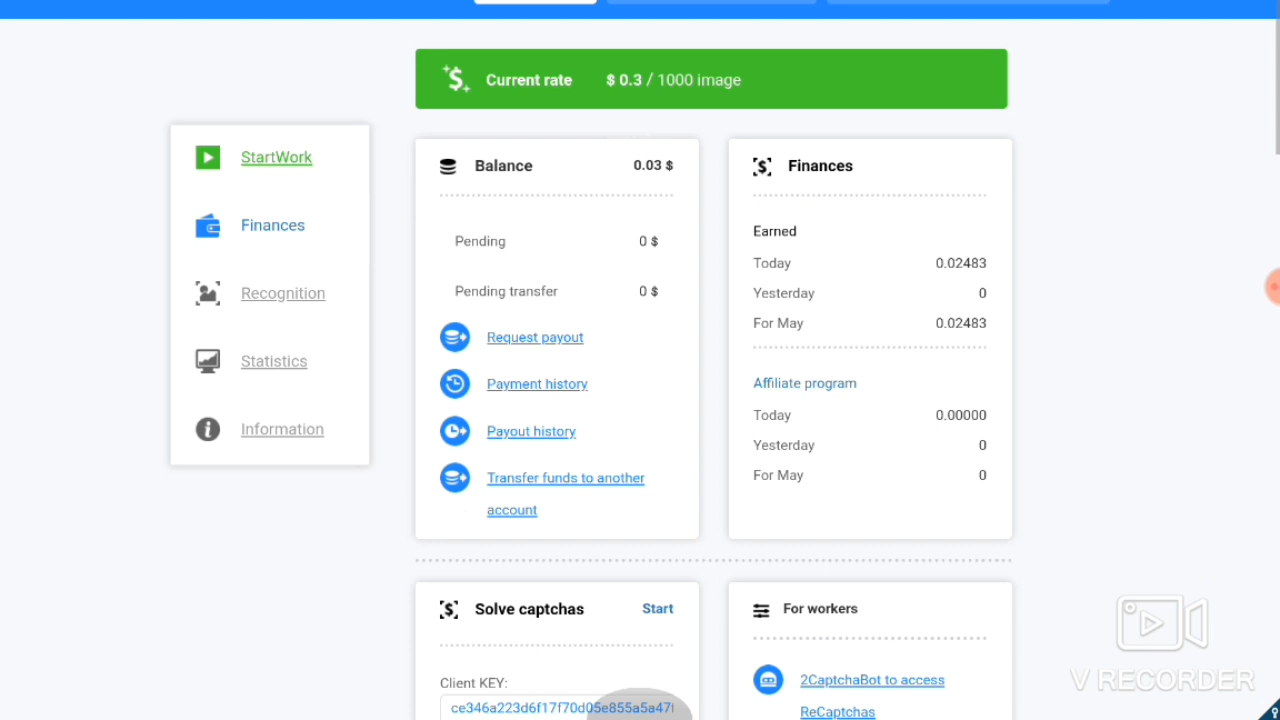 Current rate $ 0.3 / 1000 image
StartWork
Finances
Recognition
Statistics
Information
Balance 0.03 $
Pending 0 $
Pending transfer 0 $
Request payout
Payment history
Payout history
Transfer funds to another
account
Finances
Earned
Today 0.02483
Yesterday 0
For May 0.02483
Affiliate program
Today 0.00000
Yesterday 0
For May 0
Solve captchas Start
Client KEY:
ce346a223d6f17f70d05e855a5a47f
For workers
2CaptchaBot to access
ReCaptchas
V RECORDER